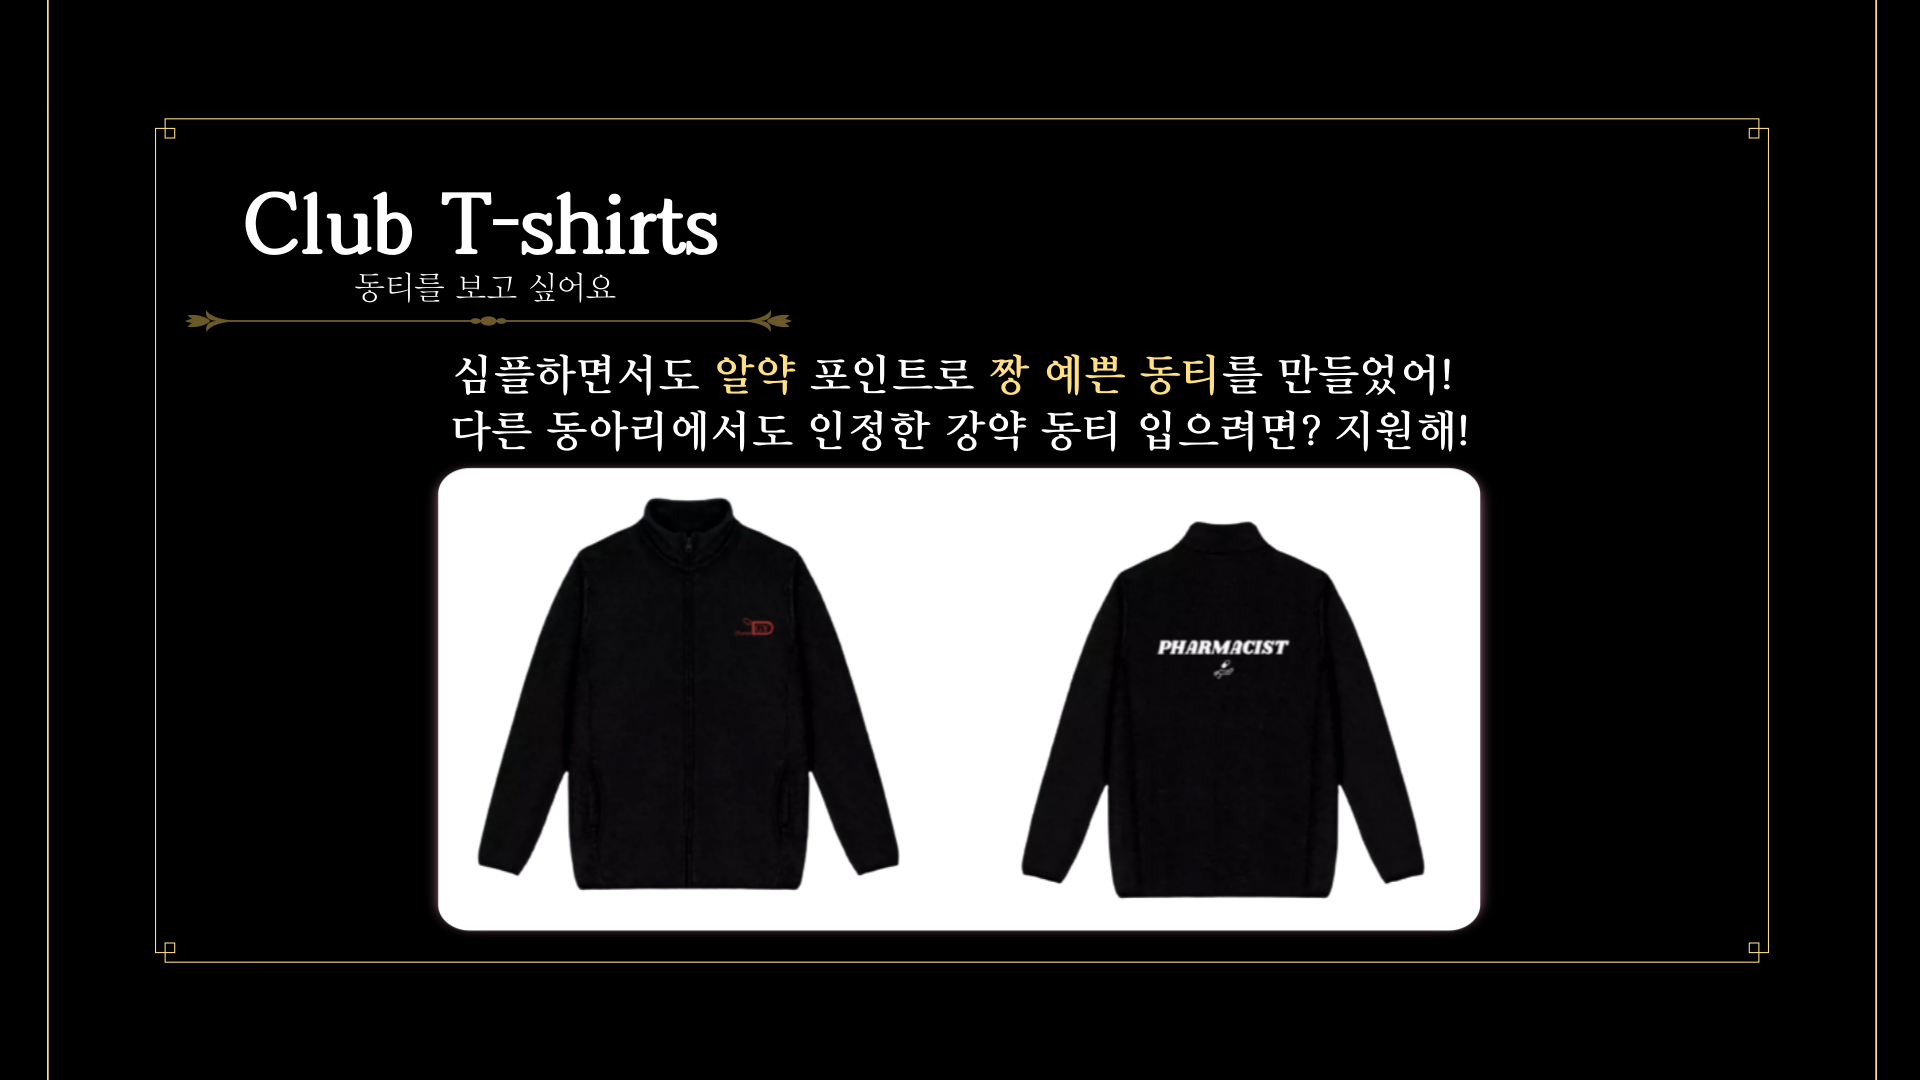 Club T-shirts
동티를 보고 싶어요
심플하면서도 알약 포인트로 짱 예쁜 동티를 만들었어!
다른 동아리에서도 인정한 강약 동티 입으려면? 지원해!
PHARMACIST